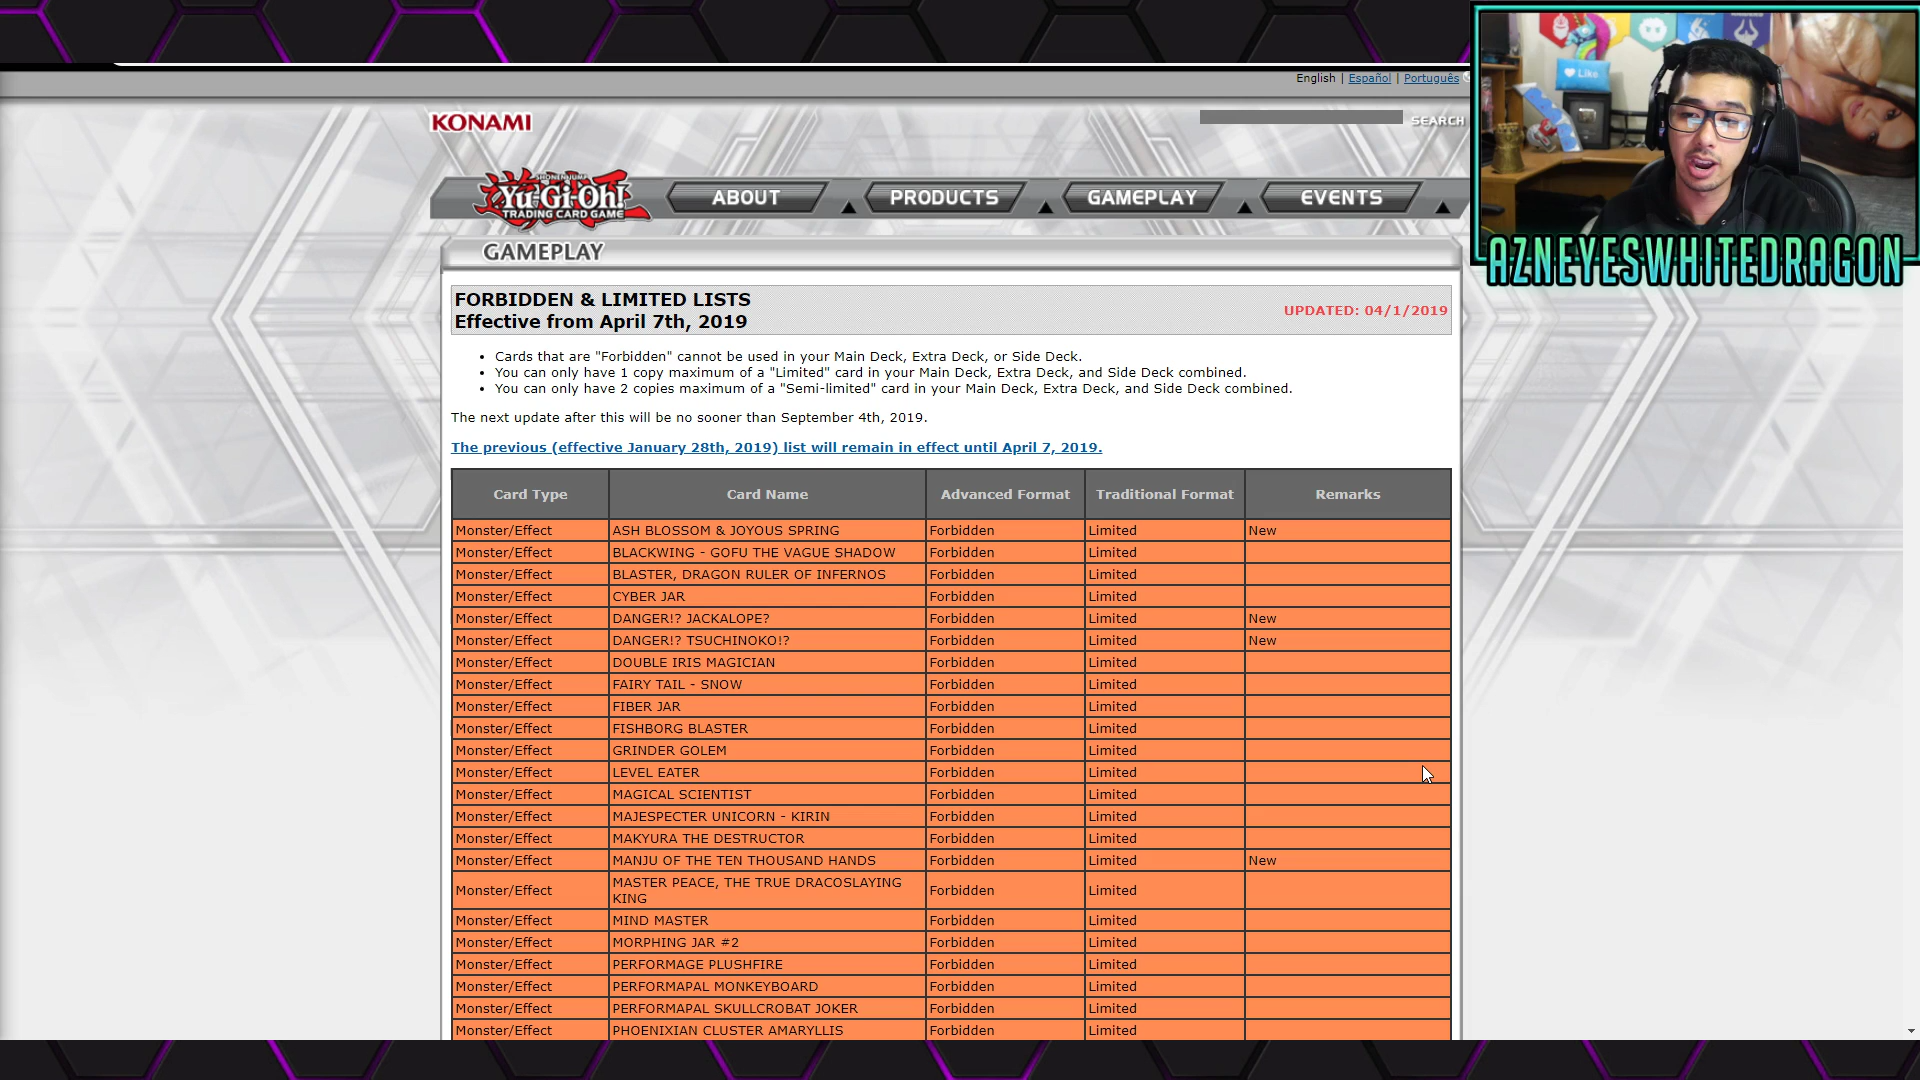 English | Español | Português
Like
KONAMI
SEARCH
SHONEN JUMP
Yu-Gi-Oh!
TRADING CARD GAME
ABOUT
PRODUCTS
GAMEPLAY
EVENTS
AZNEYESWHITEDRAGON
GAMEPLAY
FORBIDDEN & LIMITED LISTS
Effective from April 7th, 2019
UPDATED: 04/1/2019
• Cards that are "Forbidden" cannot be used in your Main Deck, Extra Deck, or Side Deck.
• You can only have 1 copy maximum of a "Limited" card in your Main Deck, Extra Deck, and Side Deck combined.
• You can only have 2 copies maximum of a "Semi-limited" card in your Main Deck, Extra Deck, and Side Deck combined.
The next update after this will be no sooner than September 4th, 2019.
The previous (effective January 28th, 2019) list will remain in effect until April 7, 2019.
Card Type Card Name Advanced Format Traditional Format Remarks
Monster/Effect ASH BLOSSOM & JOYOUS SPRING Forbidden Limited New
Monster/Effect BLACKWING - GOFU THE VAGUE SHADOW Forbidden Limited
Monster/Effect BLASTER, DRAGON RULER OF INFERNOS Forbidden Limited
Monster/Effect CYBER JAR Forbidden Limited
Monster/Effect DANGER!? JACKALOPE? Forbidden Limited New
Monster/Effect DANGER!? TSUCHINOKO!? Forbidden Limited New
Monster/Effect DOUBLE IRIS MAGICIAN Forbidden Limited
Monster/Effect FAIRY TAIL - SNOW Forbidden Limited
Monster/Effect FIBER JAR Forbidden Limited
Monster/Effect FISHBORG BLASTER Forbidden Limited
Monster/Effect GRINDER GOLEM Forbidden Limited
Monster/Effect LEVEL EATER Forbidden Limited
Monster/Effect MAGICAL SCIENTIST Forbidden Limited
Monster/Effect MAJESPECTER UNICORN - KIRIN Forbidden Limited
Monster/Effect MAKYURA THE DESTRUCTOR Forbidden Limited
Monster/Effect MANJU OF THE TEN THOUSAND HANDS Forbidden Limited New
Monster/Effect MASTER PEACE, THE TRUE DRACOSLAYING KING Forbidden Limited
Monster/Effect MIND MASTER Forbidden Limited
Monster/Effect MORPHING JAR #2 Forbidden Limited
Monster/Effect PERFORMAGE PLUSHFIRE Forbidden Limited
Monster/Effect PERFORMAPAL MONKEYBOARD Forbidden Limited
Monster/Effect PERFORMAPAL SKULLCROBAT JOKER Forbidden Limited
Monster/Effect PHOENIXIAN CLUSTER AMARYLLIS Forbidden Limited